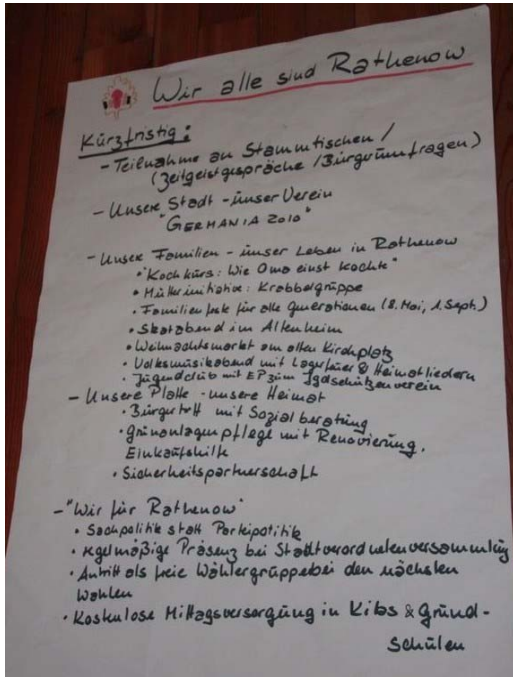 Wir alle sind Rathenow
Kurzfristig:
- Teilnahme an Stammtischen /
(Zeitgeistgespräche / Bürgerumfragen)
- Unsere Stadt - unser Verein
"GERMANIA 2010"
- Unsere Familien - unser Leben in Rathenow
• "Kochkurs: Wie Oma einst kochte"
• Mütterinitiative: Krabbelgruppe
• Familienfeste für alle Generationen (8. Mai, 1. Sept.)
• Skatabend im Altenheim
• Weihnachtsmarkt am alten Kirchplatz
• Volksmusikabend mit Lagerfeuer & Heimatliedern
• Jugendclub mit EP zum Jgdschützenverein
- Unsere Platte - unsere Heimat
• Bürgertreff mit Sozialberatung
• Grünanlagenpflege mit Renovierung,
Einkaufshilfe
• Sicherheitspartnerschaft
- "Wir für Rathenow"
• Sachpolitik statt Parteipolitik
• regelmäßige Präsenz bei Stadtverordnetenversammlung
• Antritt als freie Wählergruppe bei den nächsten
Wahlen
• Kostenlose Mittagsversorgung in Kibs & Grund-
schulen